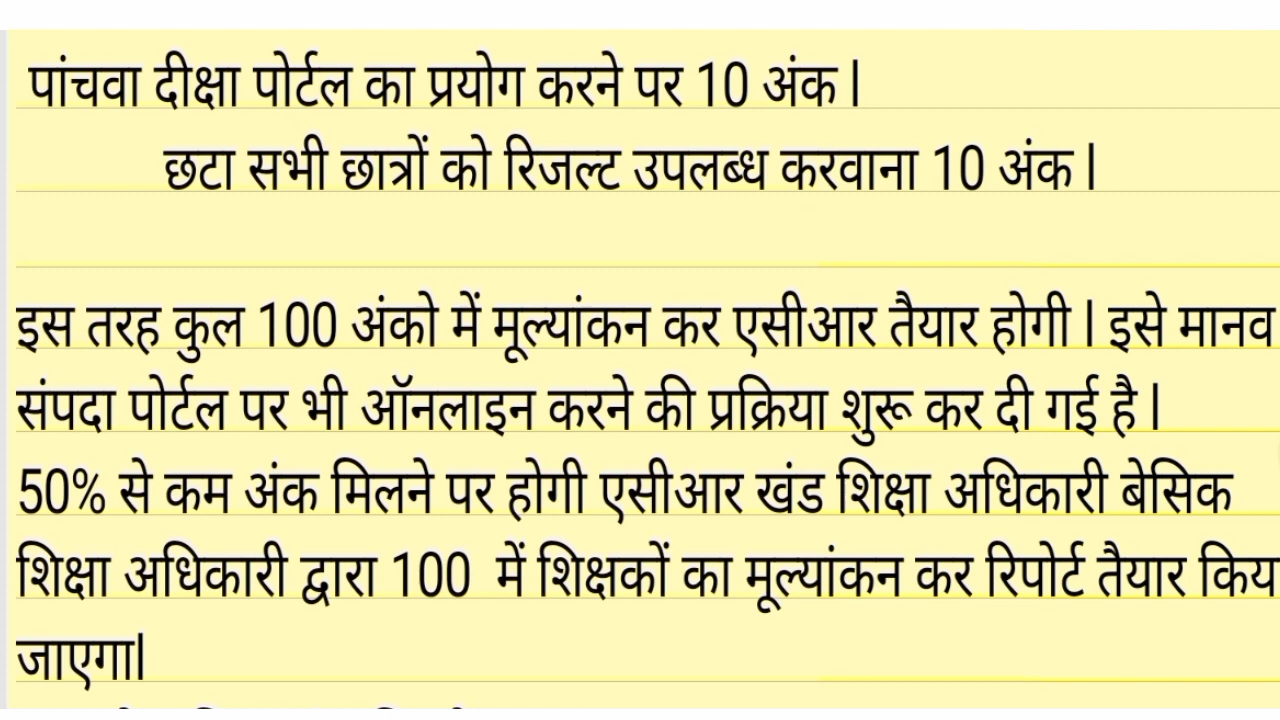 पांचवा दीक्षा पोर्टल का प्रयोग करने पर 10 अंक |
छटा सभी छात्रों को रिजल्ट उपलब्ध करवाना 10 अंक |
इस तरह कुल 100 अंको में मूल्यांकन कर एसीआर तैयार होगी | इसे मानव
संपदा पोर्टल पर भी ऑनलाइन करने की प्रक्रिया शुरू कर दी गई है |
50% से कम अंक मिलने पर होगी एसीआर खंड शिक्षा अधिकारी बेसिक
शिक्षा अधिकारी द्वारा 100 में शिक्षकों का मूल्यांकन कर रिपोर्ट तैयार किय
जाएगा|